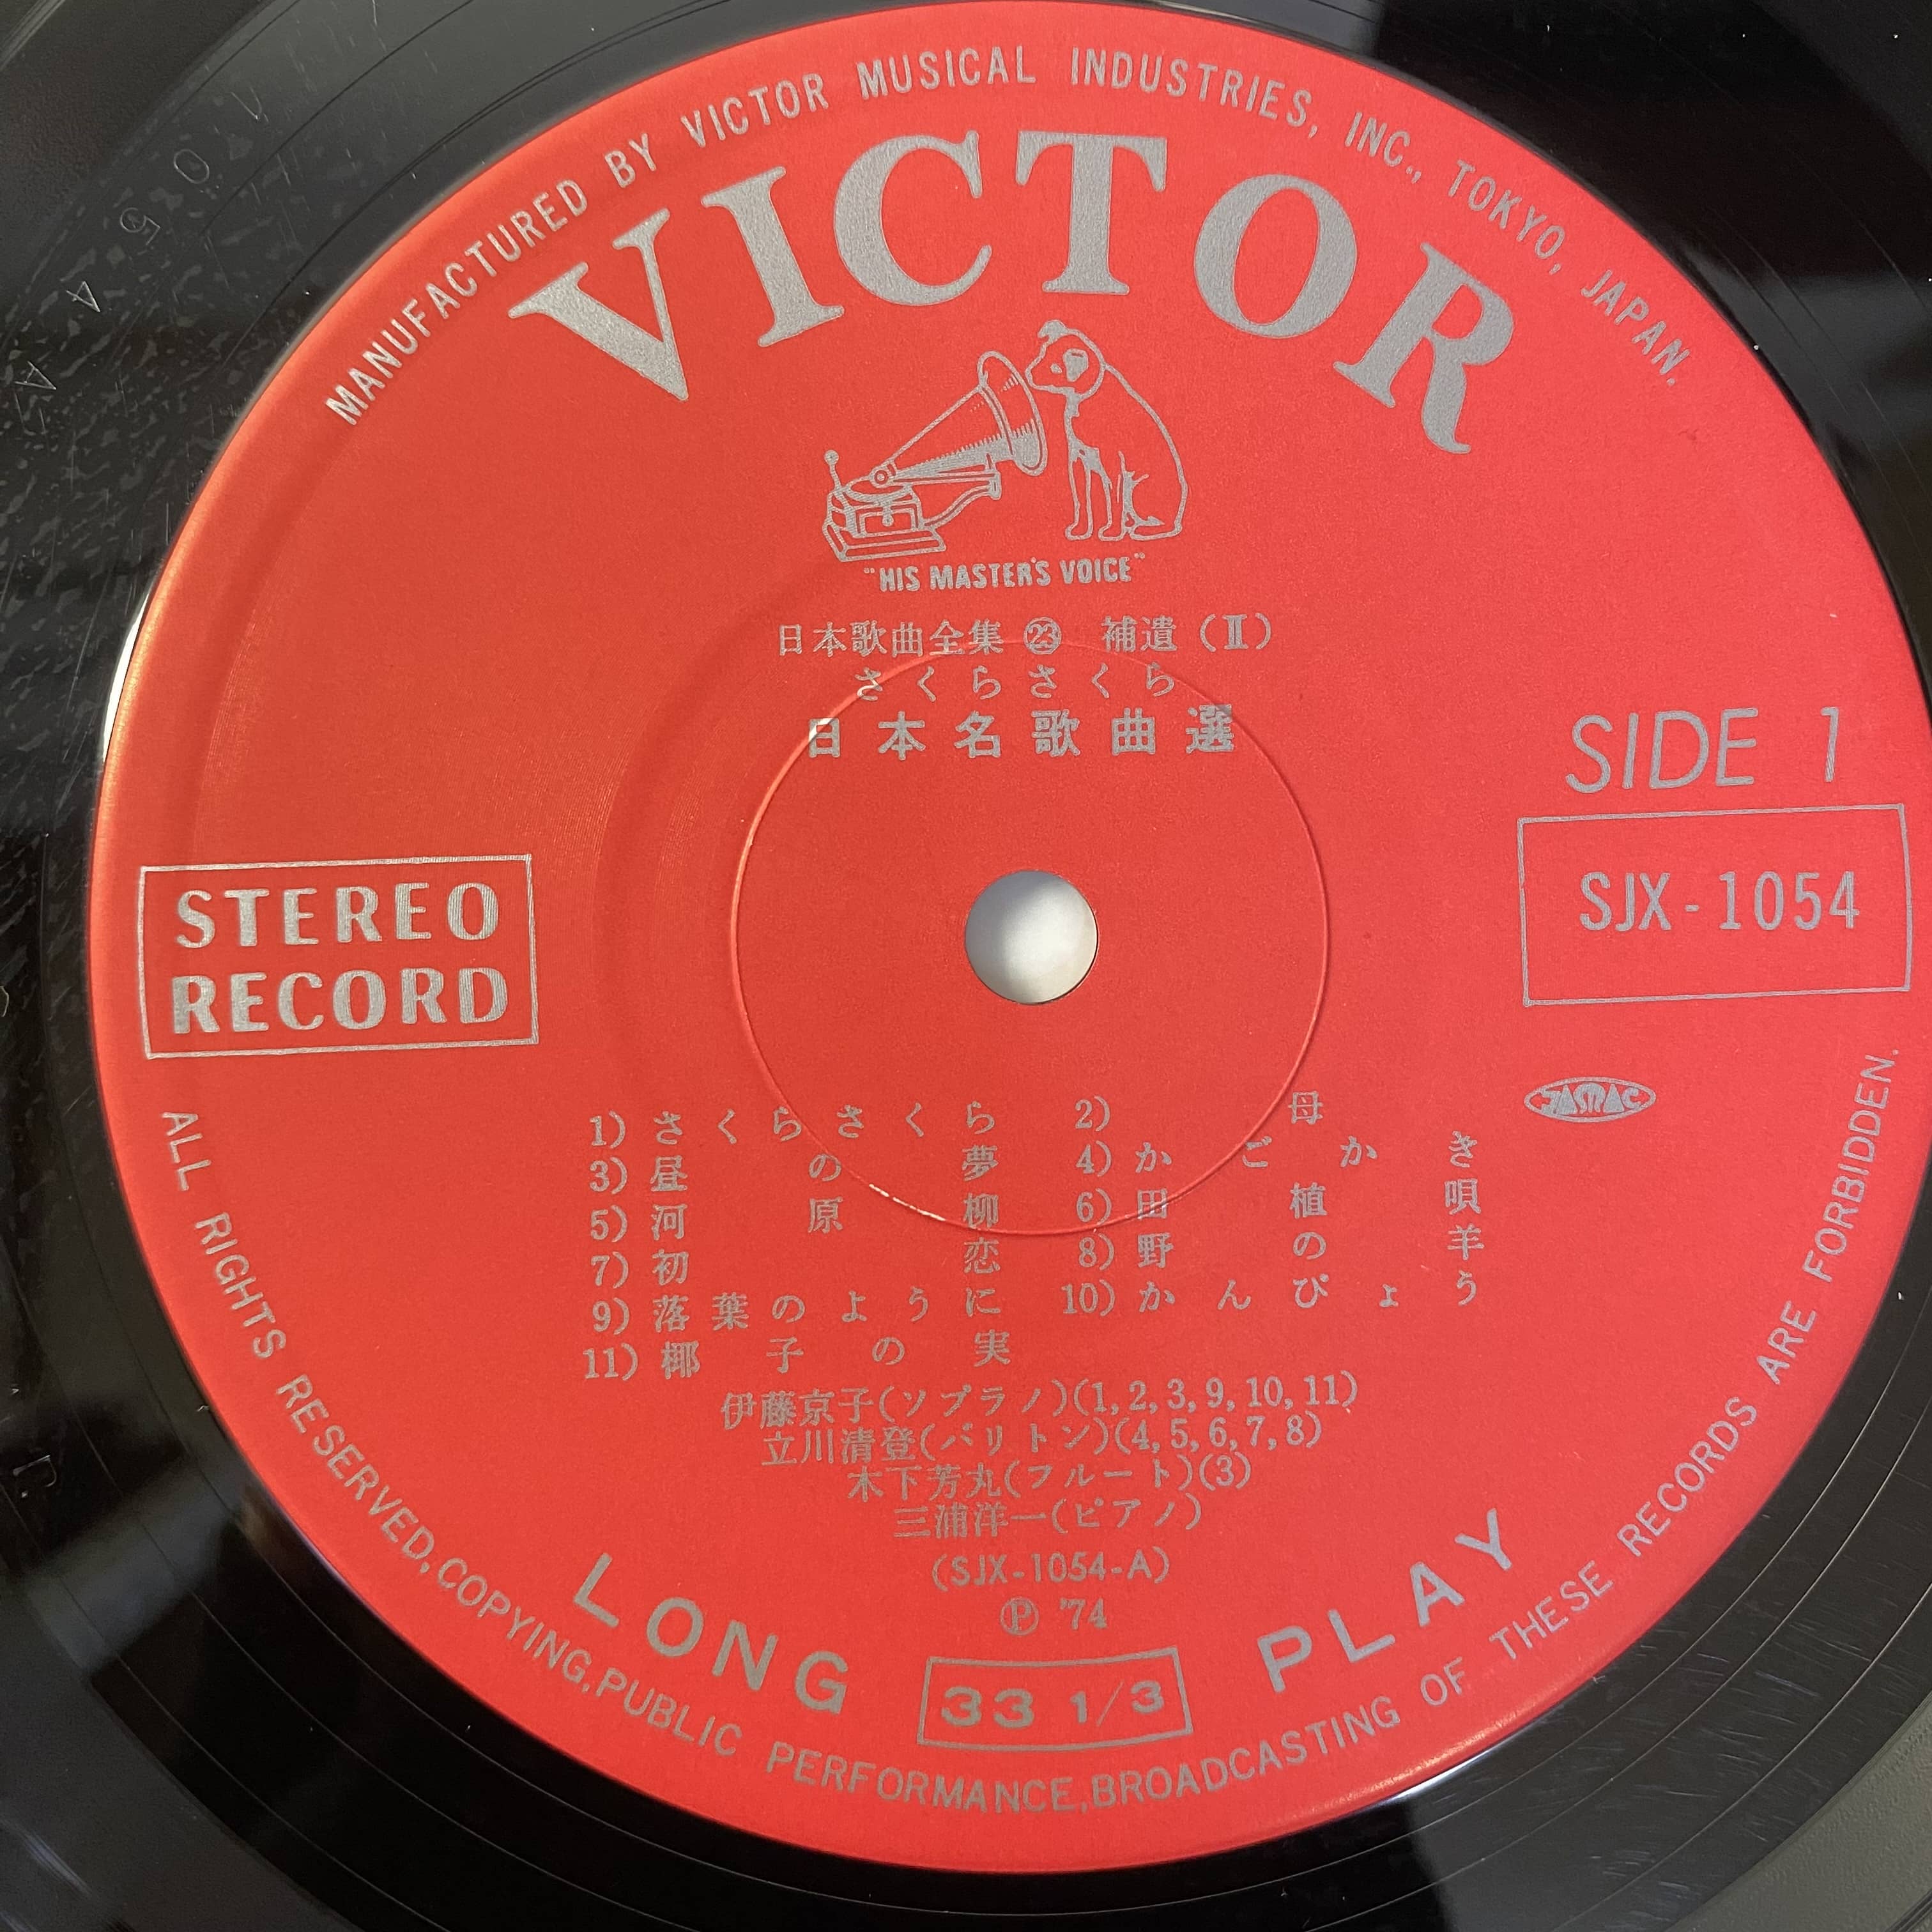 MANUFACTURED BY VICTOR MUSICAL INDUSTRIES, INC., TOKYO, JAPAN.
VICTOR
"HIS MASTER'S VOICE"
日本歌曲全集 ㉓ 補遺(Ⅱ)
さくらさくら
日本名歌曲選
SIDE 1
SJX-1054
STEREO
RECORD
JASRAC
1) さくらさくら 2) 母
3) 昼の夢 4) かごかき
5) 河原柳 6) 田植唄
7) 初恋 8) 野の羊
9) 落葉のように 10) かんぴょう
11) 椰子の実
伊藤京子(ソプラノ)(1,2,3,9,10,11)
立川清登(バリトン)(4,5,6,7,8)
木下芳丸(フルート)(3)
三浦洋一(ピアノ)
(SJX-1054-A)
Ⓟ '74
LONG 33 1/3 PLAY
ALL RIGHTS RESERVED, COPYING, PUBLIC PERFORMANCE, BROADCASTING OF THESE RECORDS ARE FORBIDDEN.